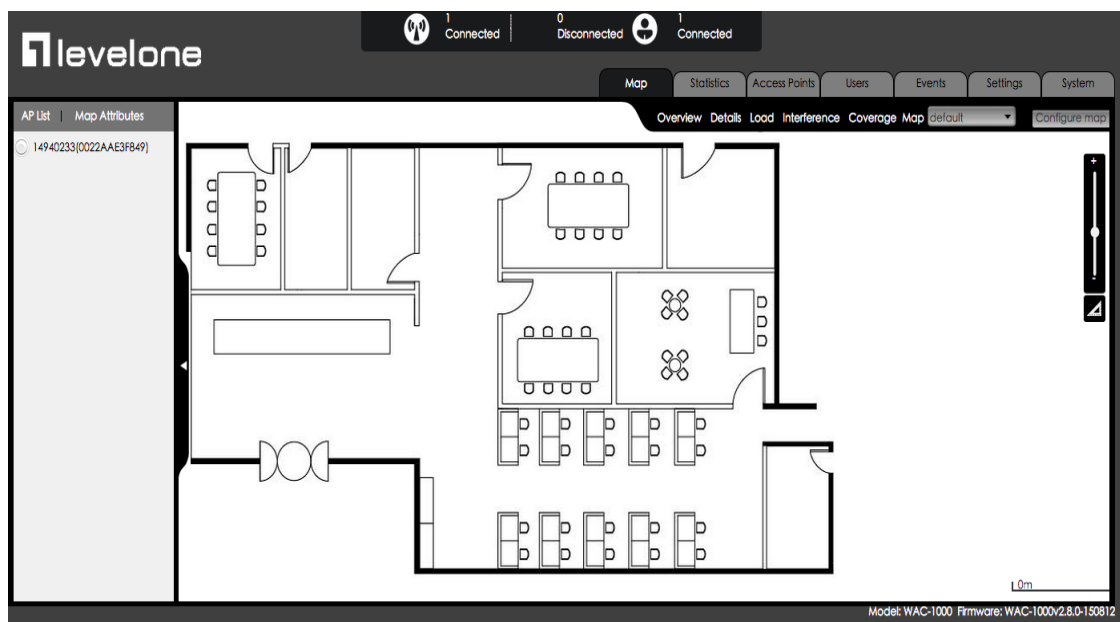 levelone
1 Connected
0 Disconnected
1 Connected
Map Statistics Access Points Users Events Settings System
AP List | Map Attributes
Overview Details Load Interference Coverage Map default Configure map
14940233(0022AAE3F849)
+
-
0m
Model: WAC-1000 Firmware: WAC-1000v2.8.0-150812